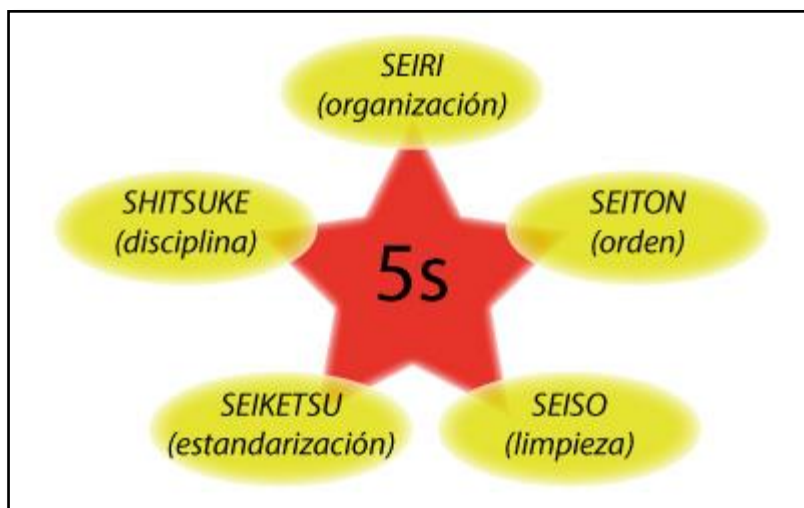 SEIRI
(organización)
SHITSUKE
(disciplina)
SEITON
(orden)
5s
SEIKETSU
(estandarización)
SEISO
(limpieza)